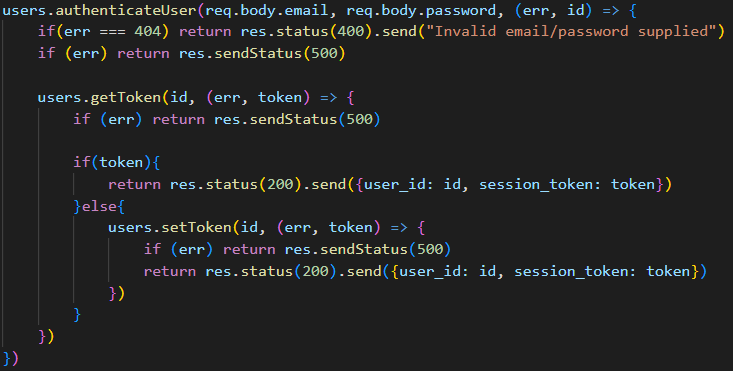 users.authenticateUser(req.body.email, req.body.password, (err, id) => {
    if(err === 404) return res.status(400).send("Invalid email/password supplied")
    if (err) return res.sendStatus(500)

    users.getToken(id, (err, token) => {
        if (err) return res.sendStatus(500)

        if(token){
            return res.status(200).send({user_id: id, session_token: token})
        }else{
            users.setToken(id, (err, token) => {
                if (err) return res.sendStatus(500)
                return res.status(200).send({user_id: id, session_token: token})
            })
        }
    })
})